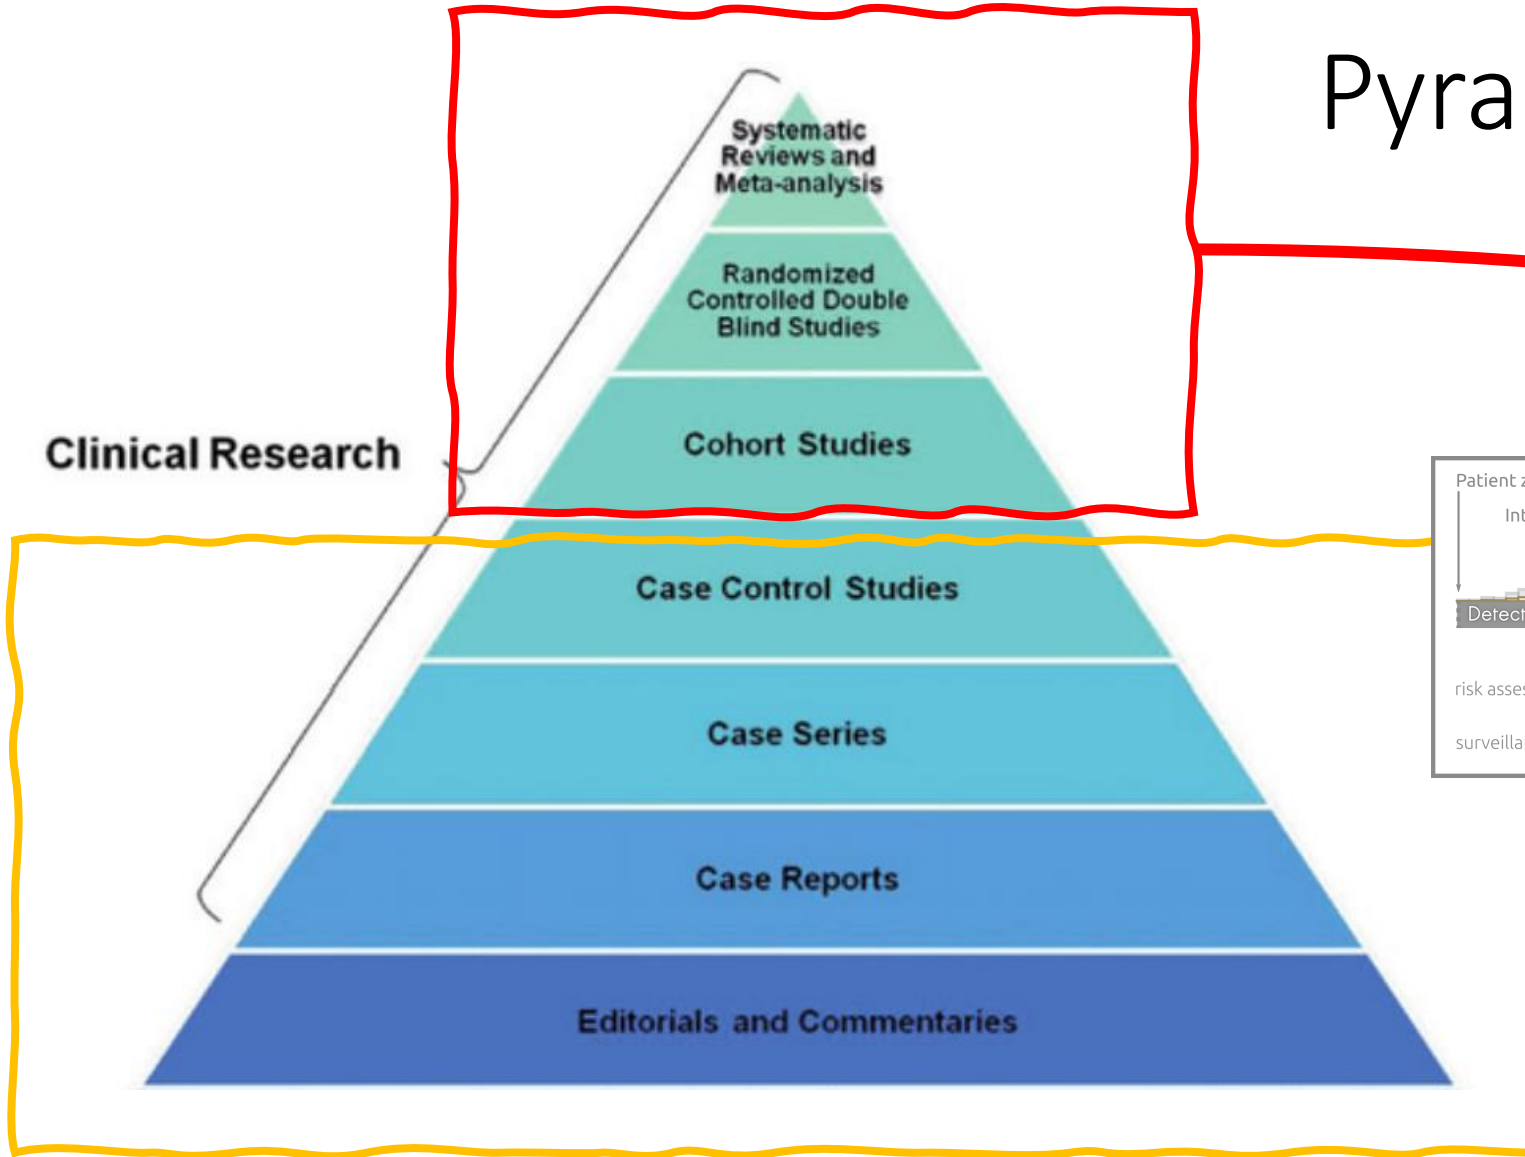 Pyra
Systematic
Reviews and
Meta-analysis
Randomized
Controlled Double
Blind Studies
Clinical Research
Cohort Studies
Case Control Studies
Case Series
Case Reports
Editorials and Commentaries
Patient z
Int
Detect
risk asses
surveilla